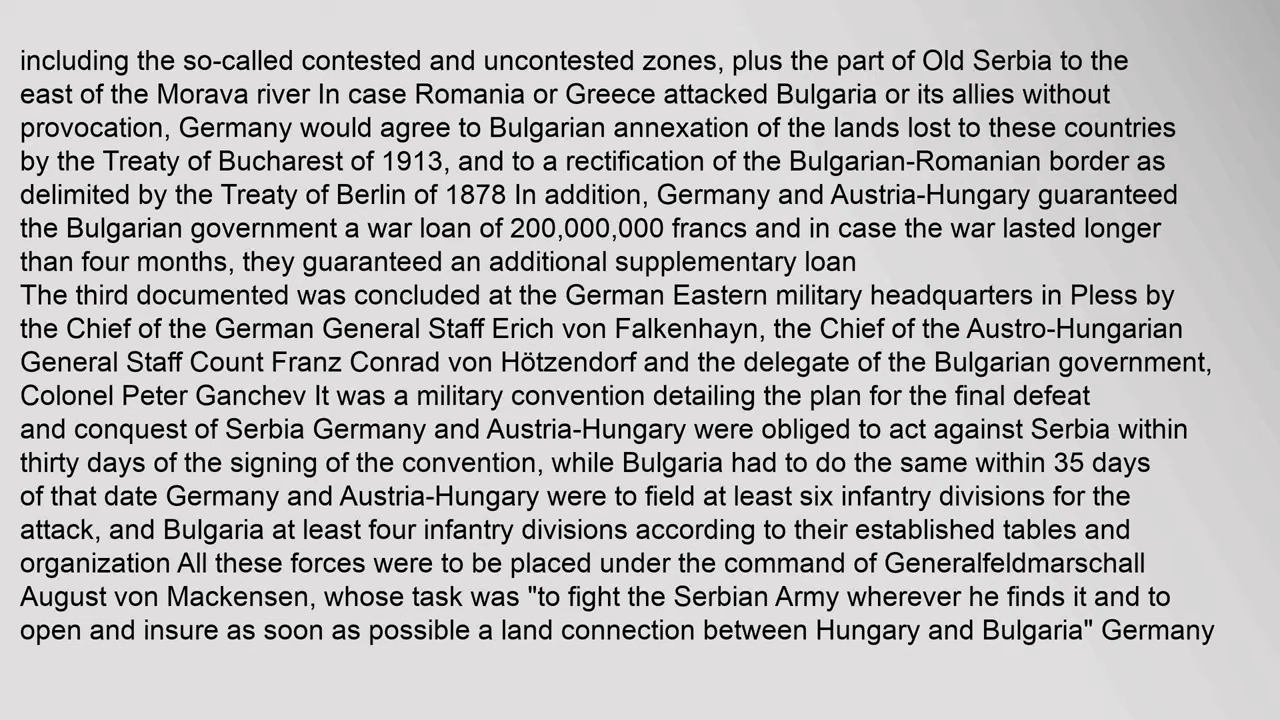 including the so-called contested and uncontested zones, plus the part of Old Serbia to the
east of the Morava river In case Romania or Greece attacked Bulgaria or its allies without
provocation, Germany would agree to Bulgarian annexation of the lands lost to these countries
by the Treaty of Bucharest of 1913, and to a rectification of the Bulgarian-Romanian border as
delimited by the Treaty of Berlin of 1878 In addition, Germany and Austria-Hungary guaranteed
the Bulgarian government a war loan of 200,000,000 francs and in case the war lasted longer
than four months, they guaranteed an additional supplementary loan
The third documented was concluded at the German Eastern military headquarters in Pless by
the Chief of the German General Staff Erich von Falkenhayn, the Chief of the Austro-Hungarian
General Staff Count Franz Conrad von Hötzendorf and the delegate of the Bulgarian government,
Colonel Peter Ganchev It was a military convention detailing the plan for the final defeat
and conquest of Serbia Germany and Austria-Hungary were obliged to act against Serbia within
thirty days of the signing of the convention, while Bulgaria had to do the same within 35 days
of that date Germany and Austria-Hungary were to field at least six infantry divisions for the
attack, and Bulgaria at least four infantry divisions according to their established tables and
organization All these forces were to be placed under the command of Generalfeldmarschall
August von Mackensen, whose task was "to fight the Serbian Army wherever he finds it and to
open and insure as soon as possible a land connection between Hungary and Bulgaria" Germany